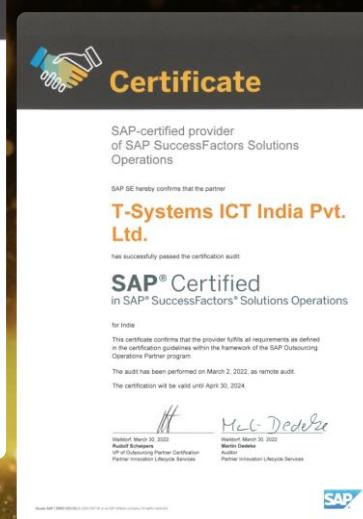 Certificate
SAP-certified provider
of SAP SuccessFactors Solutions
Operations
SAP SE hereby confirms that the partner
T-Systems ICT India Pvt.
Ltd.
has successfully passed the certification audit
SAP® Certified
in SAP® SuccessFactors® Solutions Operations
for India
This certificate confirms that the provider fulfils all requirements as defined
in the certification guidelines within the framework of the SAP Outsourcing
Operations Partner program.
The audit has been performed on March 2, 2022, as remote audit.
The certification will be valid until April 30, 2024.
Walldorf, March 30, 2022
Rudolf Scheipers
VP of Outsourcing Partner Certification
Partner Innovation Lifecycle Services
Walldorf, March 30, 2022
Martin Dedeke
Auditor
Partner Innovation Lifecycle Services
SAP